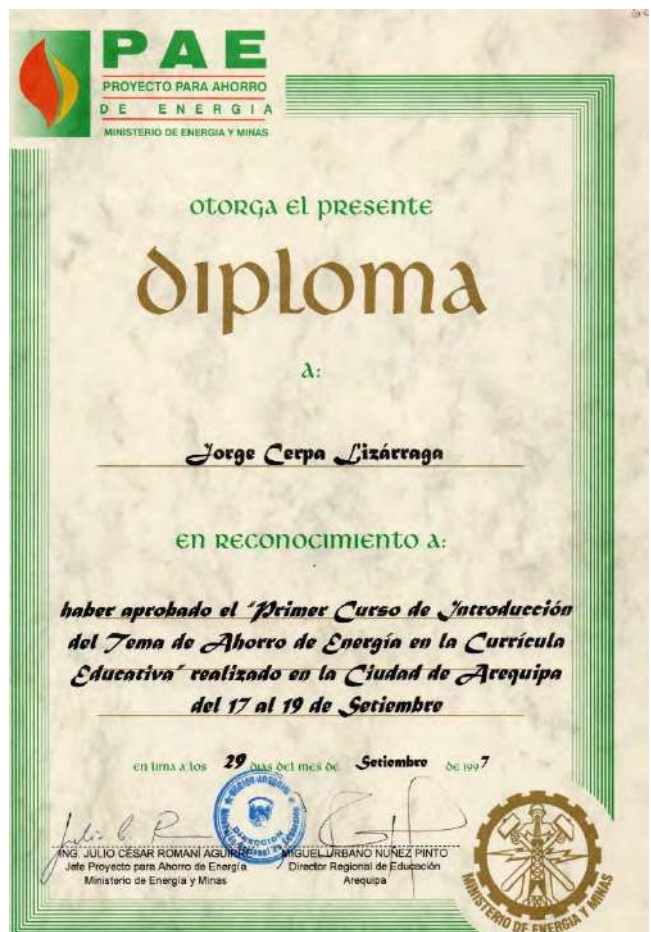 PAE
PROYECTO PARA AHORRO
DE ENERGIA
MINISTERIO DE ENERGIA Y MINAS
otorga el presente
diploma
a:
Jorge Cerpa Lizárraga
en reconocimiento a:
haber aprobado el "Primer Curso de Introducción
del Tema de Ahorro de Energía en la Currícula
Educativa" realizado en la Ciudad de Arequipa
del 17 al 19 de Setiembre
en lima a los 29 dias del mes de Setiembre de 1997
ING. JULIO CESAR ROMANI AGUIRRE
Jefe Proyecto para Ahorro de Energía
Ministerio de Energía y Minas
MIGUEL URBANO NUÑEZ PINTO
Director Regional de Educación
Arequipa
DIRECCION
MINISTERIO DE ENERGIA Y MINAS